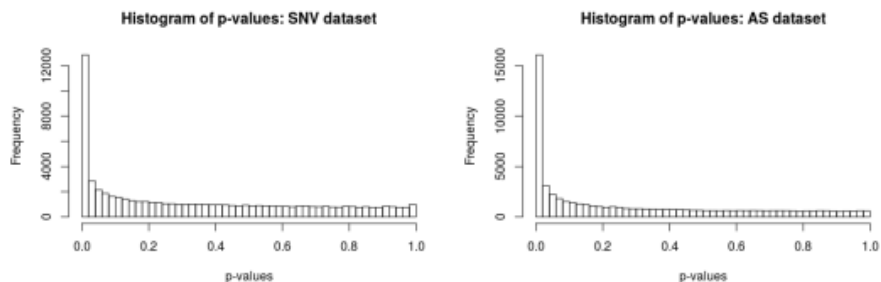 Histogram of p-values: SNV dataset
Frequency
12000
8000
4000
0
0.0 0.2 0.4 0.6 0.8 1.0
p-values
Histogram of p-values: AS dataset
Frequency
15000
10000
5000
0
0.0 0.2 0.4 0.6 0.8 1.0
p-values